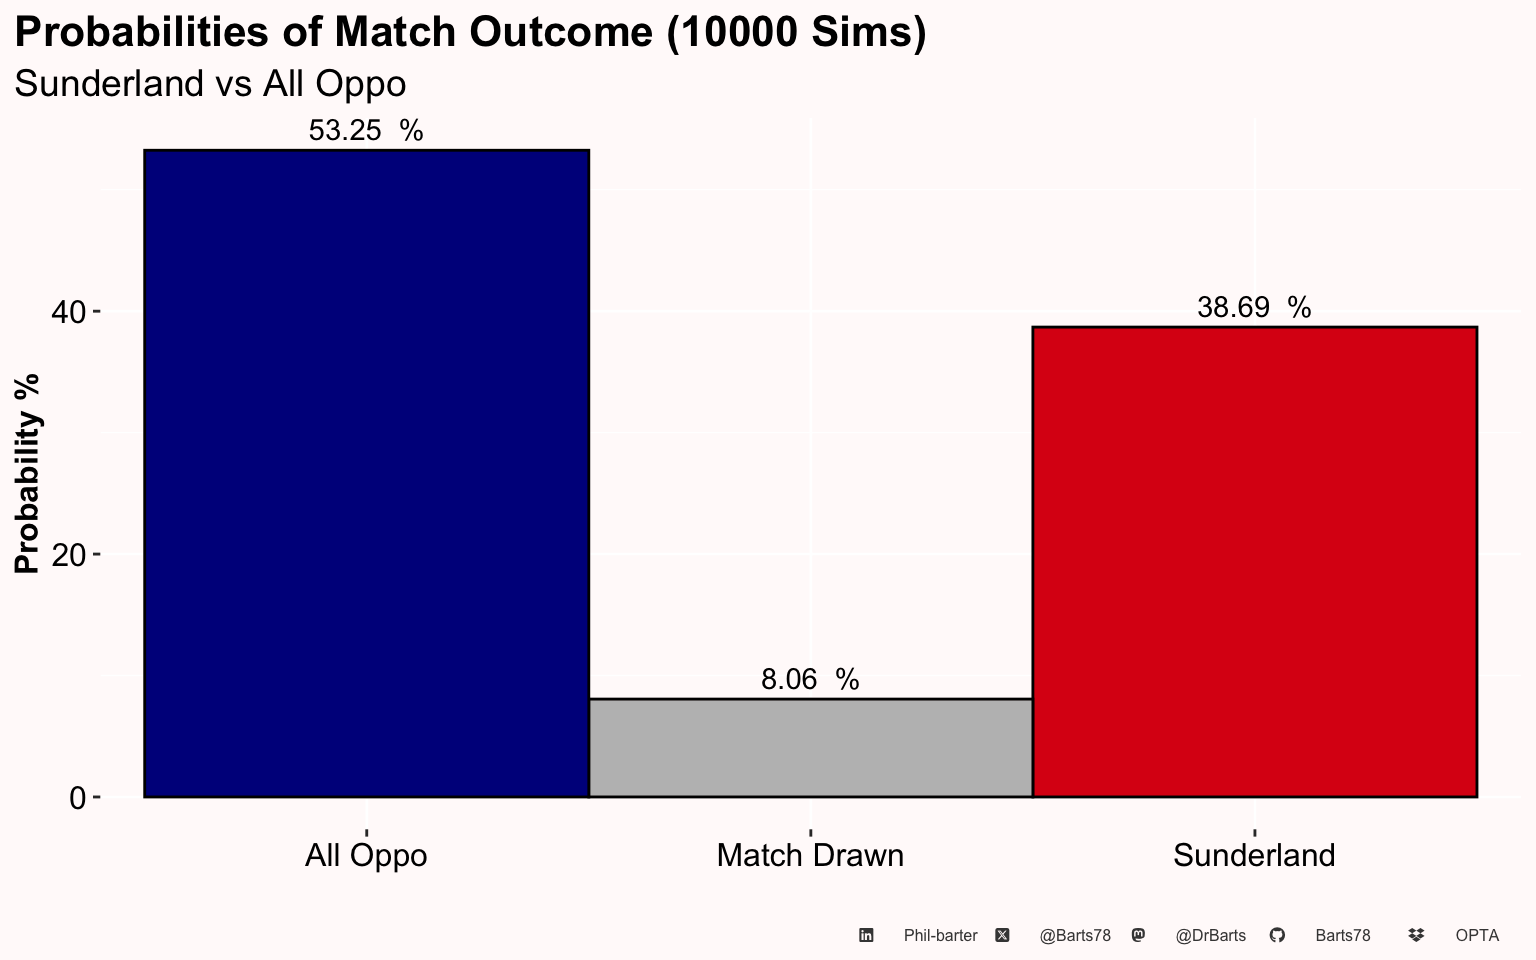 Probabilities of Match Outcome (10000 Sims)
Sunderland vs All Oppo
53.25 %
38.69 %
8.06 %
Probability %
40
20
0
All Oppo Match Drawn Sunderland
Phil-barter @Barts78 @DrBarts Barts78 OPTA